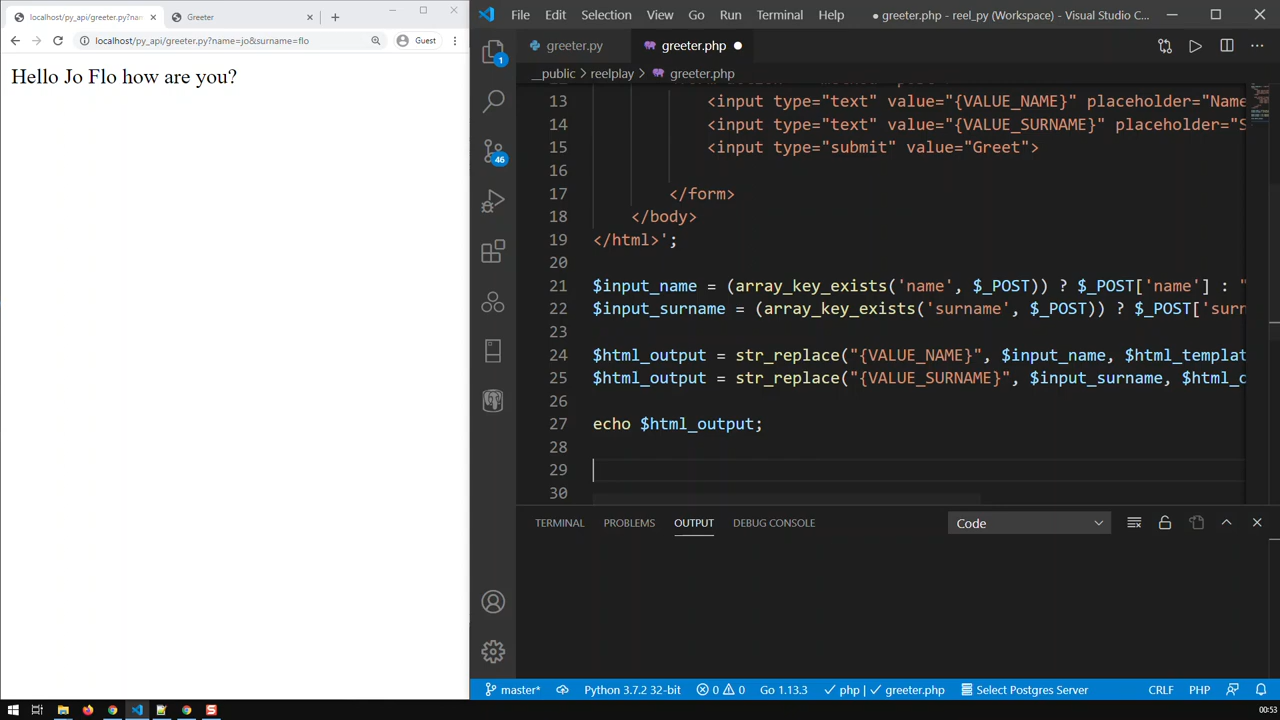 localhost/py_api/greeter.py?nam
Greeter
localhost/py_api/greeter.py?name=jo&surname=flo
Guest
Hello Jo Flo how are you?
File Edit Selection View Go Run Terminal Help
● greeter.php - reel_py (Workspace) - Visual Studio C...
greeter.py
greeter.php
__public > reelplay > greeter.php
13 <input type="text" value="{VALUE_NAME}" placeholder="Name
14 <input type="text" value="{VALUE_SURNAME}" placeholder="S
15 <input type="submit" value="Greet">
16
17 </form>
18 </body>
19 </html>';
20
21 $input_name = (array_key_exists('name', $_POST)) ? $_POST['name'] : "
22 $input_surname = (array_key_exists('surname', $_POST)) ? $_POST['surn
23
24 $html_output = str_replace("{VALUE_NAME}", $input_name, $html_templat
25 $html_output = str_replace("{VALUE_SURNAME}", $input_surname, $html_o
26
27 echo $html_output;
28
29
30
1
46
TERMINAL PROBLEMS OUTPUT DEBUG CONSOLE
Code
master* Python 3.7.2 32-bit 0 0 Go 1.13.3 php | greeter.php Select Postgres Server CRLF PHP
00:53